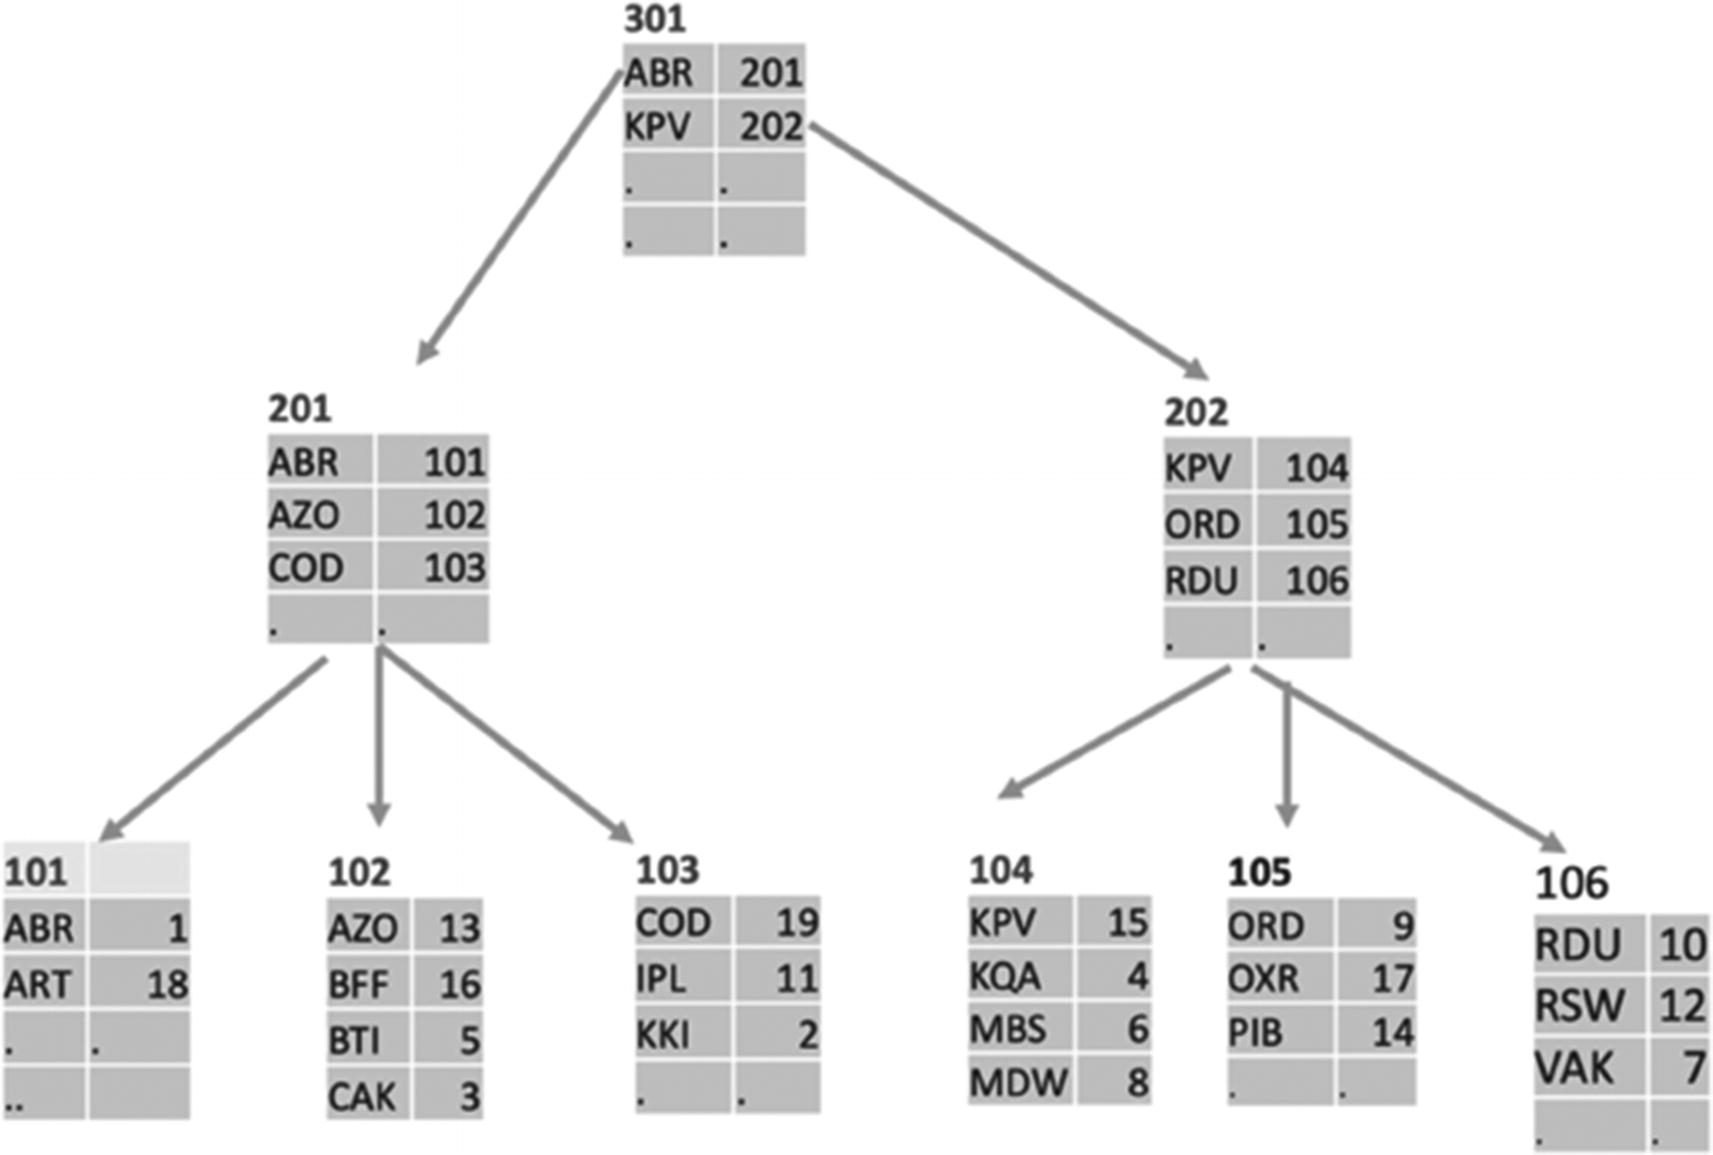 301
ABR 201
KPV 202
. .
. .
201
ABR 101
AZO 102
COD 103
. .
202
KPV 104
ORD 105
RDU 106
. .
101
ABR 1
ART 18
. .
..
102
AZO 13
BFF 16
BTI 5
CAK 3
103
COD 19
IPL 11
KKI 2
. .
104
KPV 15
KQA 4
MBS 6
MDW 8
105
ORD 9
OXR 17
PIB 14
. .
106
RDU 10
RSW 12
VAK 7
. .